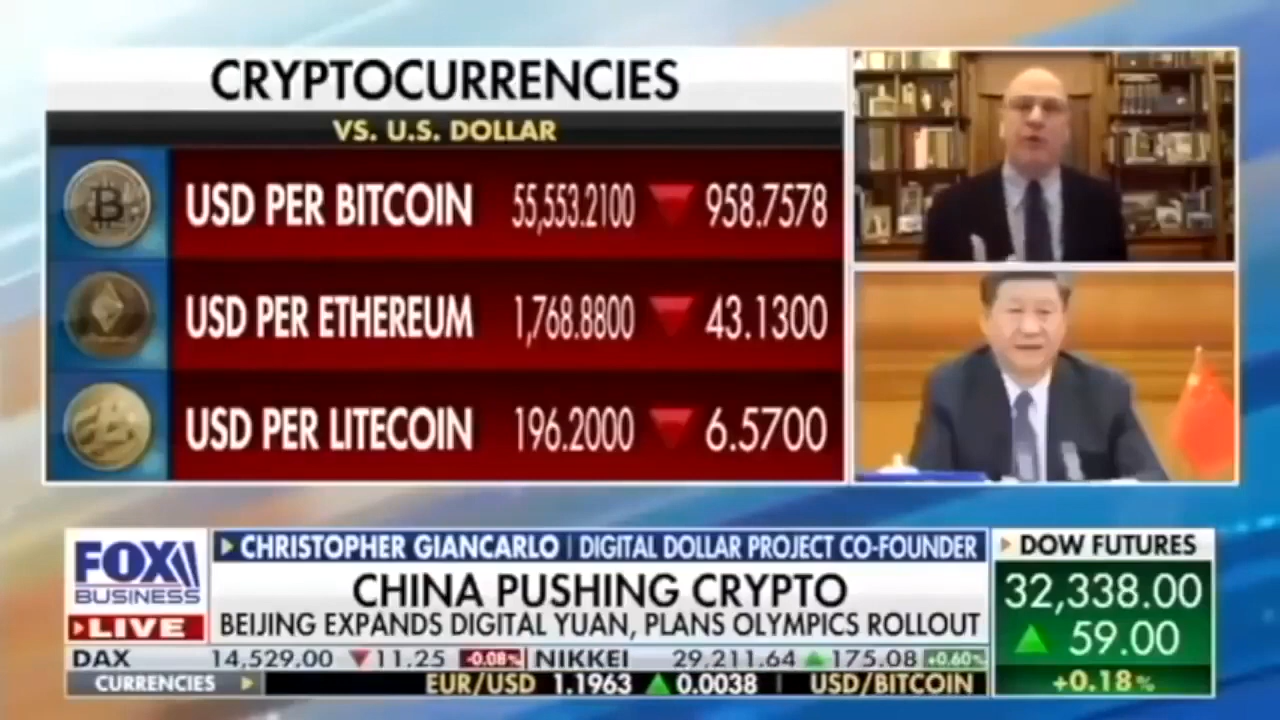 CRYPTOCURRENCIES
VS. U.S. DOLLAR
USD PER BITCOIN 55,553.2100 ▼ 958.7578
USD PER ETHEREUM 1,768.8800 ▼ 43.1300
USD PER LITECOIN 196.2000 ▼ 6.5700
FOX BUSINESS
LIVE
CHRISTOPHER GIANCARLO | DIGITAL DOLLAR PROJECT CO-FOUNDER
CHINA PUSHING CRYPTO
BEIJING EXPANDS DIGITAL YUAN, PLANS OLYMPICS ROLLOUT
DOW FUTURES
32,338.00
▲ 59.00
+0.18%
DAX 14,529.00 ▼11.25 -0.08% NIKKEI 29,211.64 ▲175.08 +0.60%
CURRENCIES EUR/USD 1.1963 ▲0.0038 USD/BITCOIN